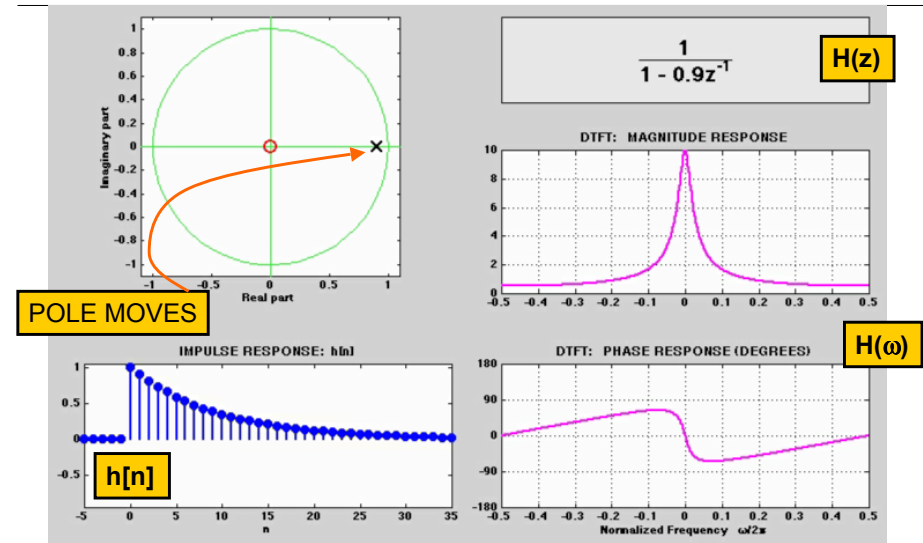 1
0.8
0.6
0.4
0.2
0
-0.2
-0.4
-0.6
-0.8
-1
Imaginary part
-1 -0.5 0 0.5 1
Real part
POLE MOVES
1
1 - 0.9z^-1
H(z)
DTFT: MAGNITUDE RESPONSE
10
8
6
4
2
0
-0.5 -0.4 -0.3 -0.2 -0.1 0 0.1 0.2 0.3 0.4 0.5
IMPULSE RESPONSE: h[n]
1
0.5
0
-0.5
h[n]
-5 0 5 10 15 20 25 30 35
n
DTFT: PHASE RESPONSE (DEGREES)
H(ω)
180
90
0
-90
-180
-0.5 -0.4 -0.3 -0.2 -0.1 0 0.1 0.2 0.3 0.4 0.5
Normalized Frequency ω/2π